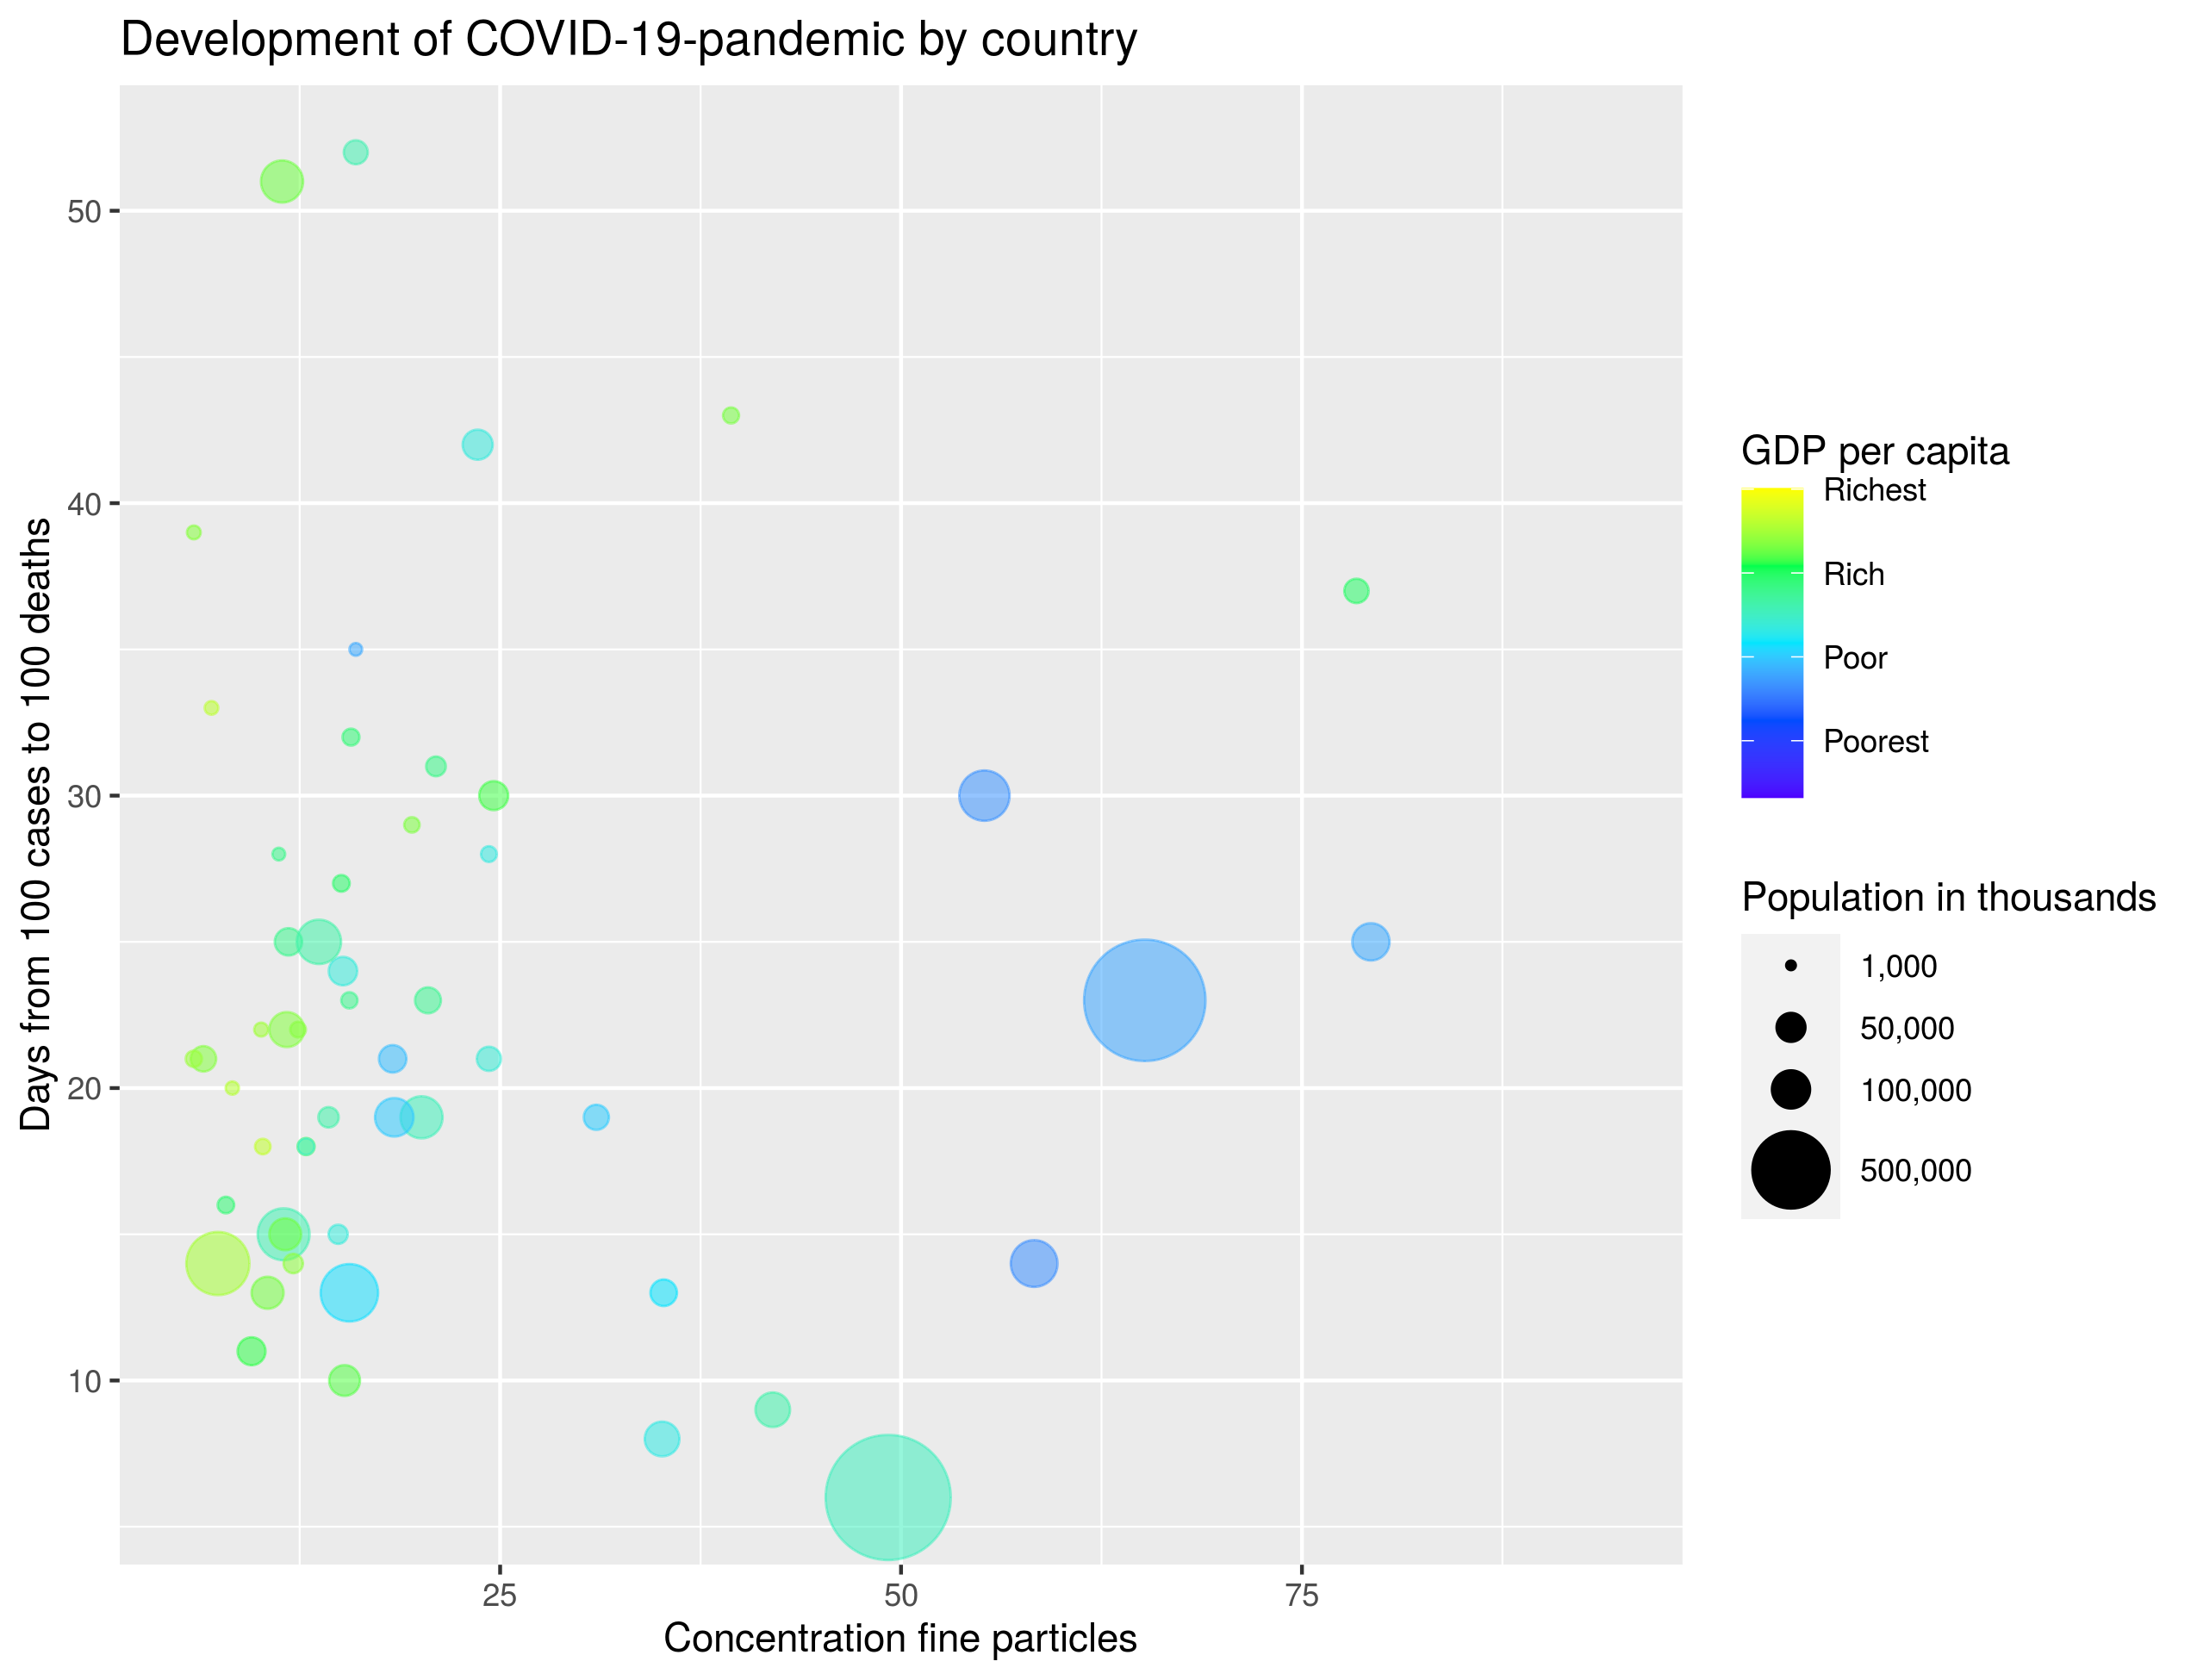 Development of COVID-19-pandemic by country
Days from 100 cases to 100 deaths
50
40
30
20
10
25
50
75
Concentration fine particles
GDP per capita
Richest
Rich
Poor
Poorest
Population in thousands
1,000
50,000
100,000
500,000